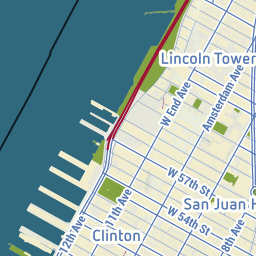 Lincoln Tower
Amsterdam Ave
W End Ave
W 57th St
San Juan H
W 54th St
12th Ave
11th Ave
8th Ave
Clinton